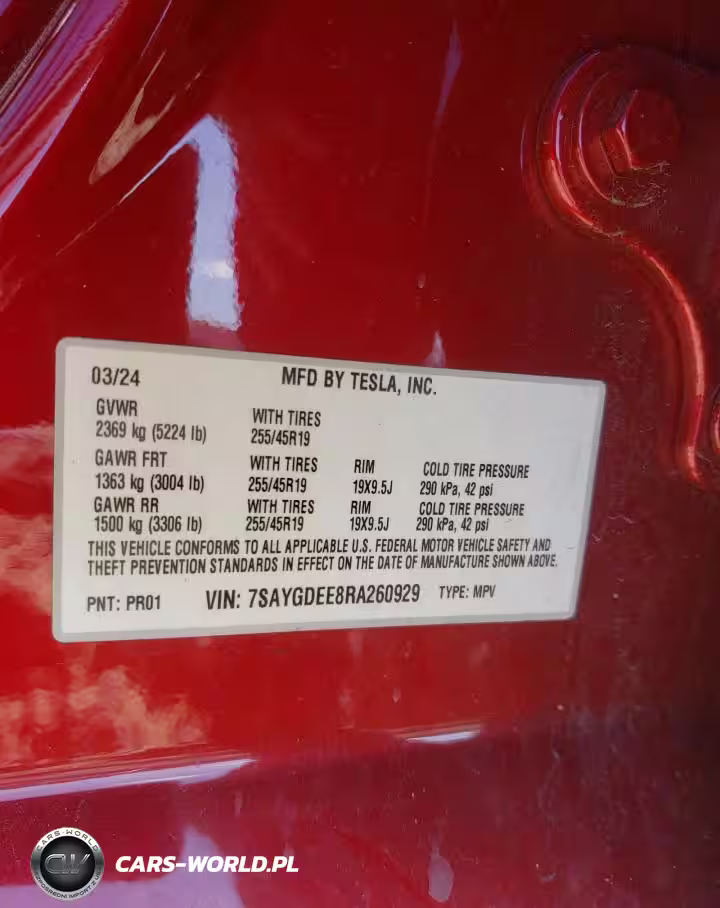 03/24 MFD BY TESLA, INC.
GVWR WITH TIRES
2369 kg (5224 lb) 255/45R19
GAWR FRT WITH TIRES RIM COLD TIRE PRESSURE
1363 kg (3004 lb) 255/45R19 19X9.5J 290 kPa, 42 psi
GAWR RR WITH TIRES RIM COLD TIRE PRESSURE
1500 kg (3306 lb) 255/45R19 19X9.5J 290 kPa, 42 psi
THIS VEHICLE CONFORMS TO ALL APPLICABLE U.S. FEDERAL MOTOR VEHICLE SAFETY AND
THEFT PREVENTION STANDARDS IN EFFECT ON THE DATE OF MANUFACTURE SHOWN ABOVE.
PNT: PR01 VIN: 7SAYGDEE8RA260929 TYPE: MPV
CARS-WORLD
CW
CARS-WORLD.PL